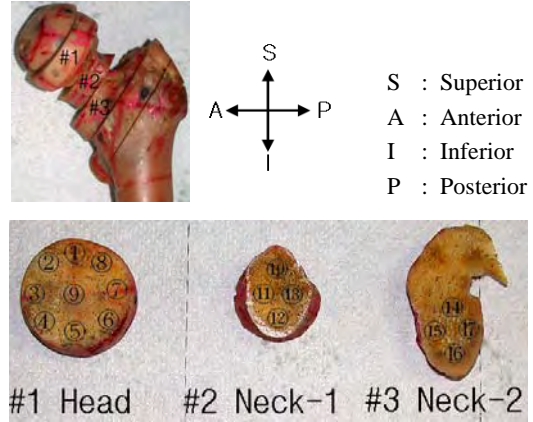 #1
#2
#3
S
A P
I
S : Superior
A : Anterior
I : Inferior
P : Posterior
① ② ⑧ ③ ⑨ ⑦ ④ ⑤ ⑥
⑩ ⑪ ⑬ ⑫
⑭ ⑮ ⑰ ⑯
#1 Head #2 Neck-1 #3 Neck-2